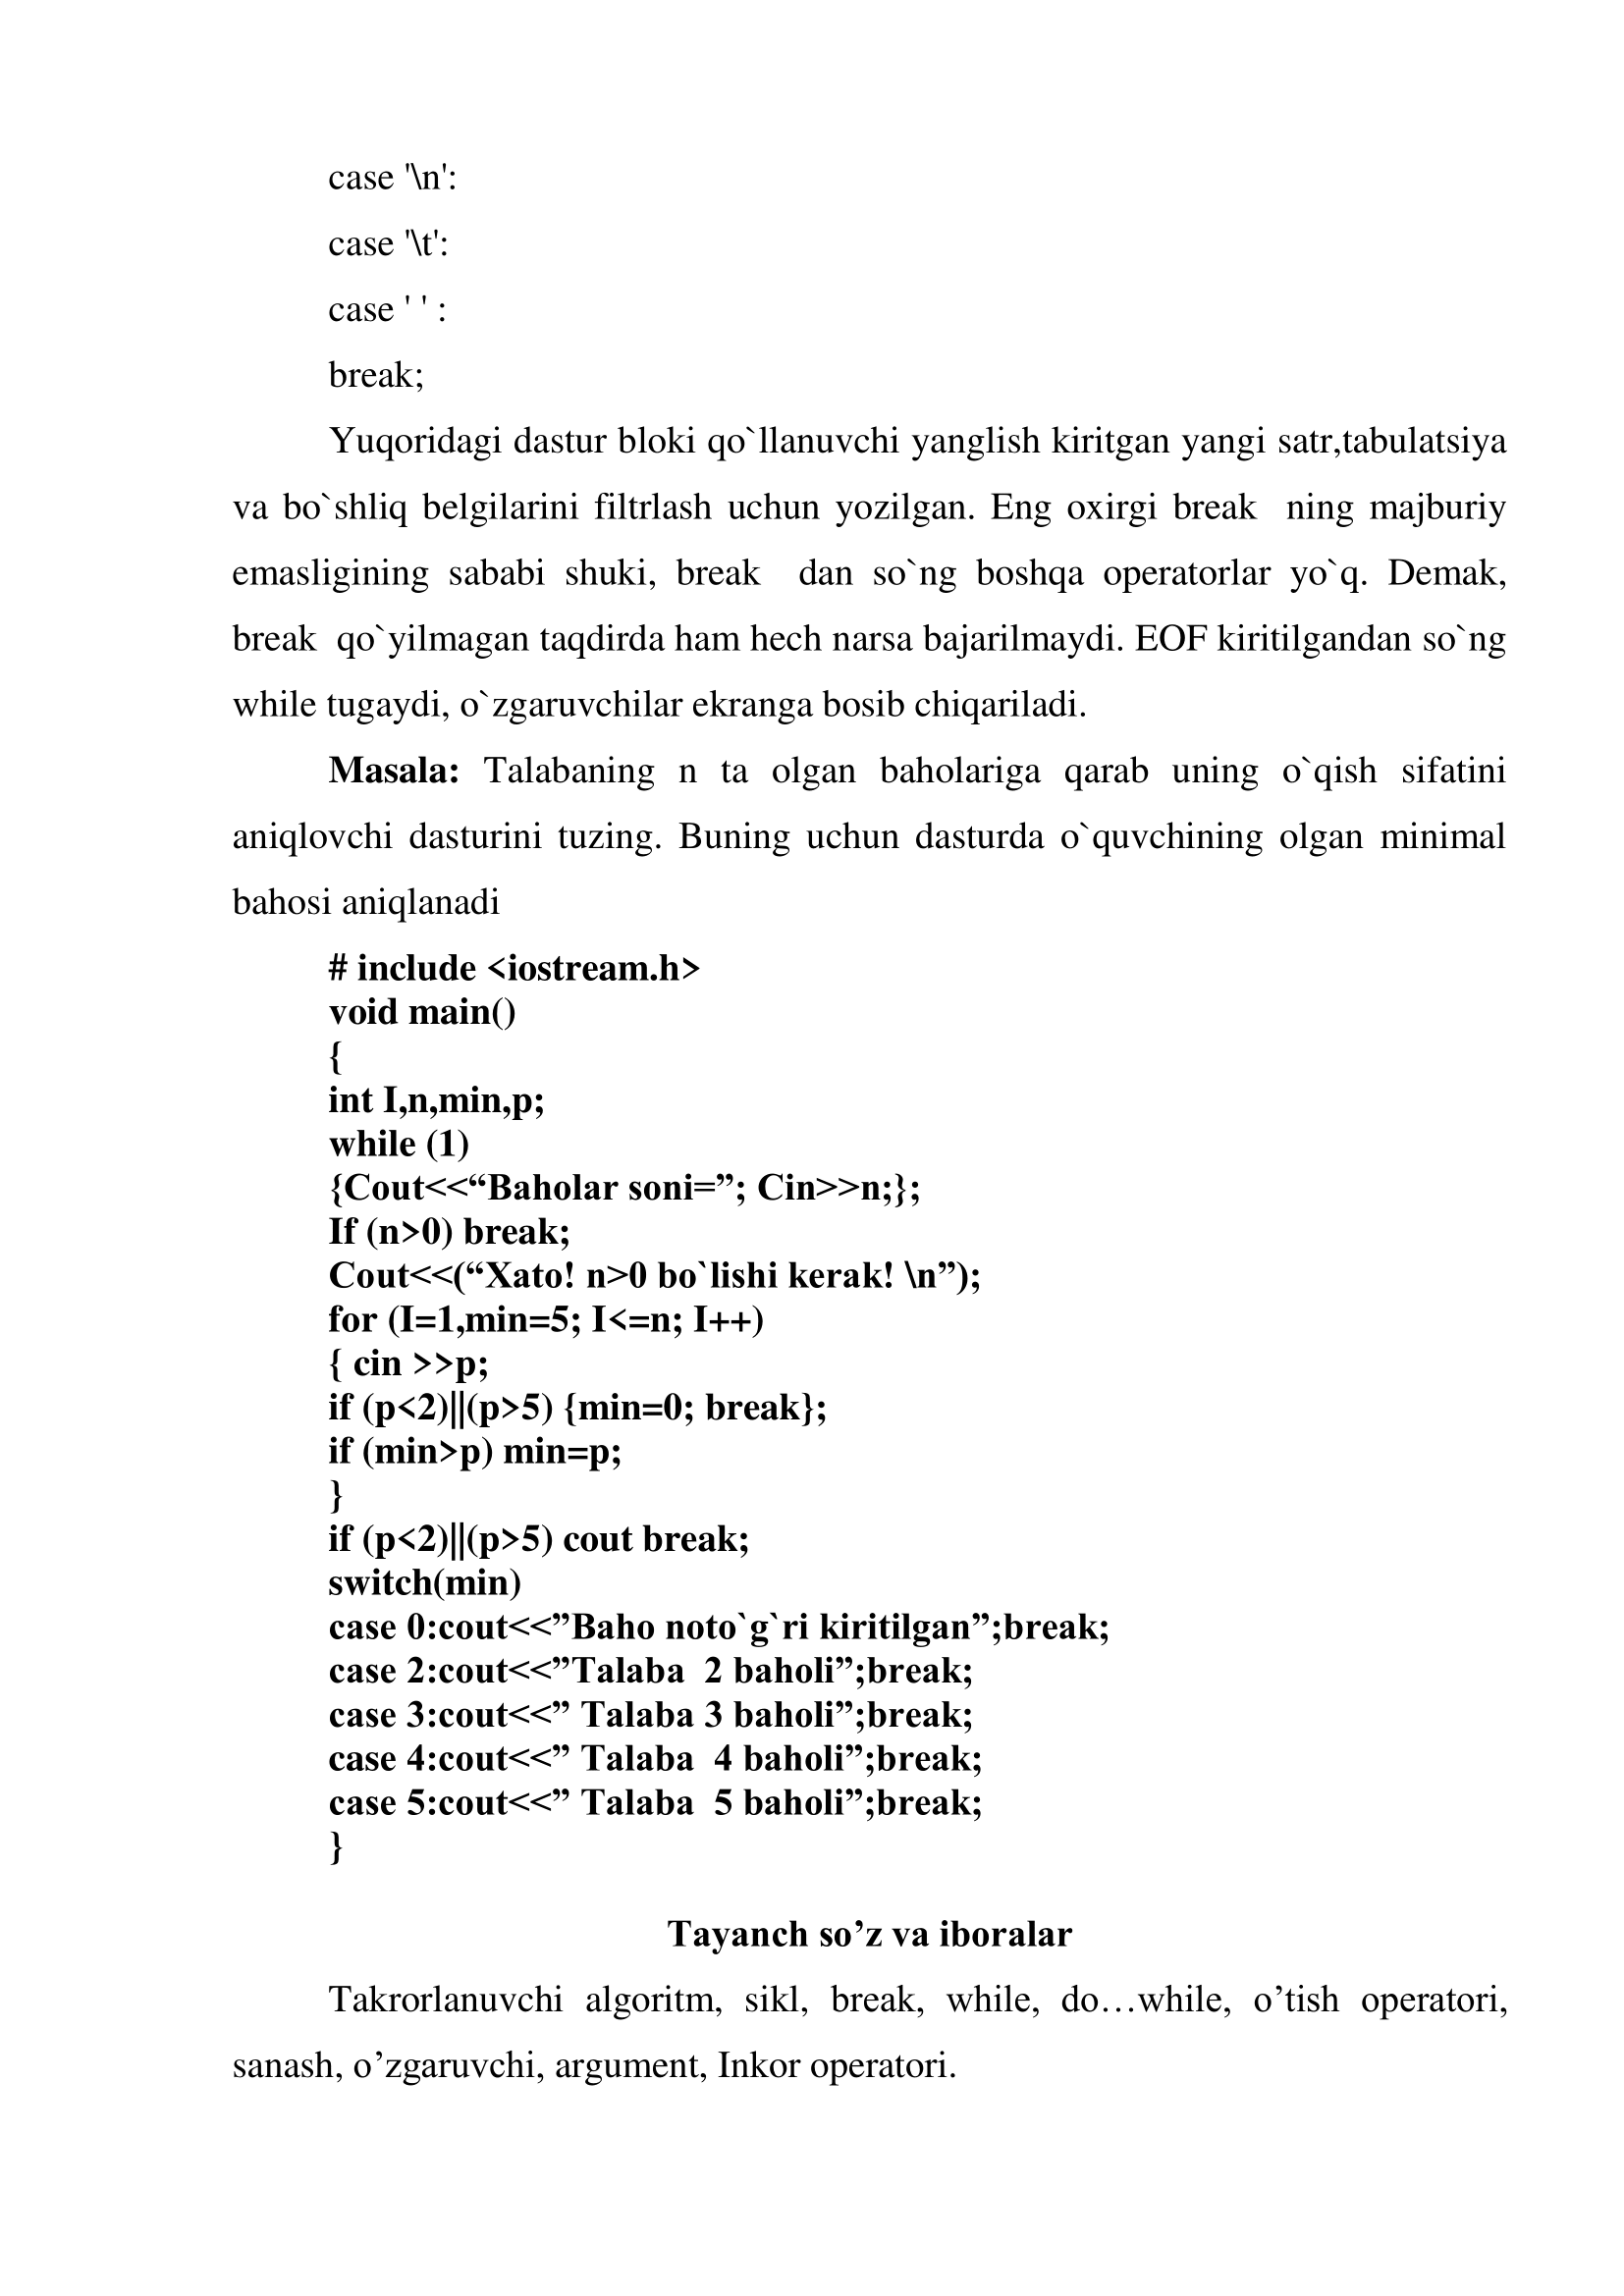 case '\n':
case '\t':
case ' ' :
break;
Yuqoridagi dastur bloki qo`llanuvchi yanglish kiritgan yangi satr,tabulatsiya
va bo`shliq belgilarini filtrlash uchun yozilgan. Eng oxirgi break  ning majburiy
emasligining sababi shuki, break  dan so`ng boshqa operatorlar yo`q. Demak,
break  qo`yilmagan taqdirda ham hech narsa bajarilmaydi. EOF kiritilgandan so`ng
while tugaydi, o`zgaruvchilar ekranga bosib chiqariladi.
Masala: Talabaning n ta olgan baholariga qarab uning o`qish sifatini
aniqlovchi dasturini tuzing. Buning uchun dasturda o`quvchining olgan minimal
bahosi aniqlanadi
# include <iostream.h>
void main()
{
int I,n,min,p;
while (1)
{Cout<<“Baholar soni=”; Cin>>n;};
If (n>0) break;
Cout<<(“Xato! n>0 bo`lishi kerak! \n”);
for (I=1,min=5; I<=n; I++)
{ cin >>p;
if (p<2)||(p>5) {min=0; break};
if (min>p) min=p;
}
if (p<2)||(p>5) cout break;
switch(min)
case 0:cout<<”Baho noto`g`ri kiritilgan”;break;
case 2:cout<<”Talaba  2 baholi”;break;
case 3:cout<<” Talaba 3 baholi”;break;
case 4:cout<<” Talaba  4 baholi”;break;
case 5:cout<<” Talaba  5 baholi”;break;
}
Tayanch so’z va iboralar
Takrorlanuvchi algoritm, sikl, break, while, do…while, o’tish operatori,
sanash, o’zgaruvchi, argument, Inkor operatori.